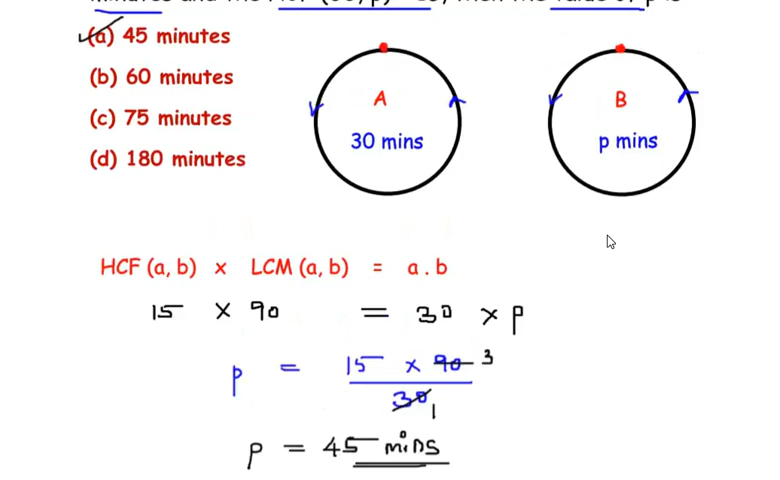 (a) 45 minutes
(b) 60 minutes
(c) 75 minutes
(d) 180 minutes
A
30 mins
B
p mins
HCF (a, b) x LCM (a, b) = a . b
15 × 90 = 30 × p
p = 15 × 90 3
30 1
p = 45 mins